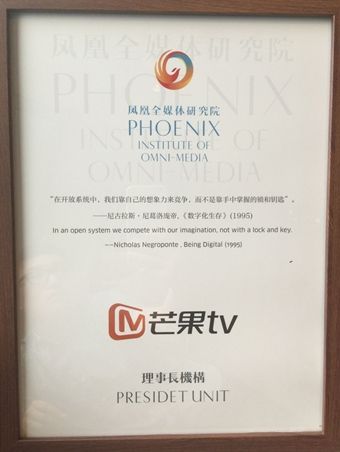 凤凰全媒体研究院
PHOENIX
INSTITUTE OF
OMNI-MEDIA
凤凰全媒体研究院
PHOENIX
INSTITUTE OF
OMNI-MEDIA
“在开放系统中，我们靠自己的想象力来竞争，而不是靠手中掌握的锁和钥匙”。
——尼古拉斯·尼葛洛庞帝，《数字化生存》(1995)
In an open system we compete with our imagination, not with a lock and key.
——Nicholas Negroponte , Being Digital (1995)
芒果tv
理事長機構
PRESIDET UNIT